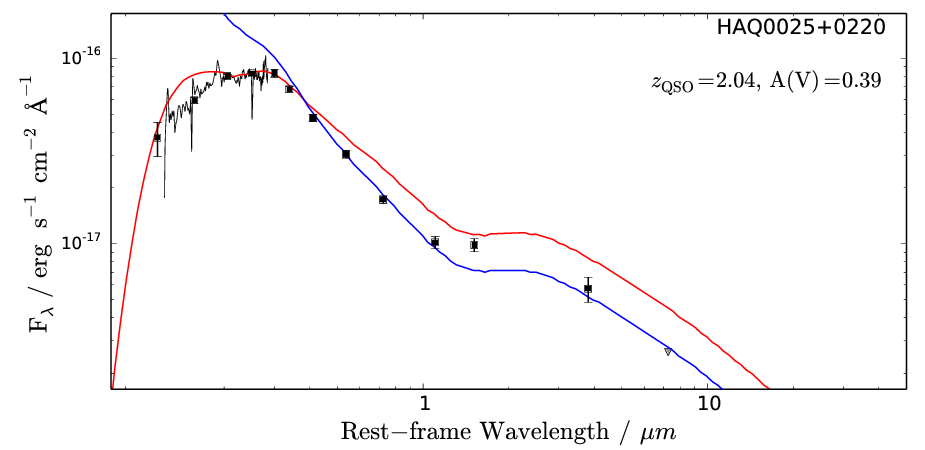 HAQ0025+0220
z_QSO=2.04, A(V)=0.39
10⁻¹⁶
10⁻¹⁷
F_λ / erg s⁻¹ cm⁻² Å⁻¹
1 10
Rest−frame Wavelength / μm